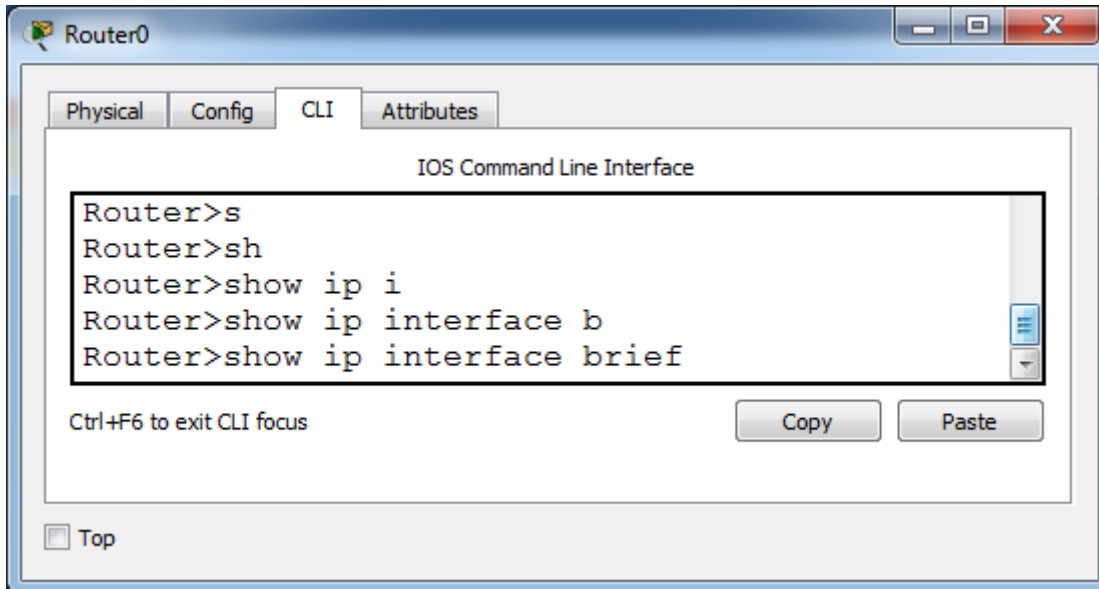 Router0
Physical Config CLI Attributes
IOS Command Line Interface
Router>s
Router>sh
Router>show ip i
Router>show ip interface b
Router>show ip interface brief
Ctrl+F6 to exit CLI focus
Copy Paste
Top